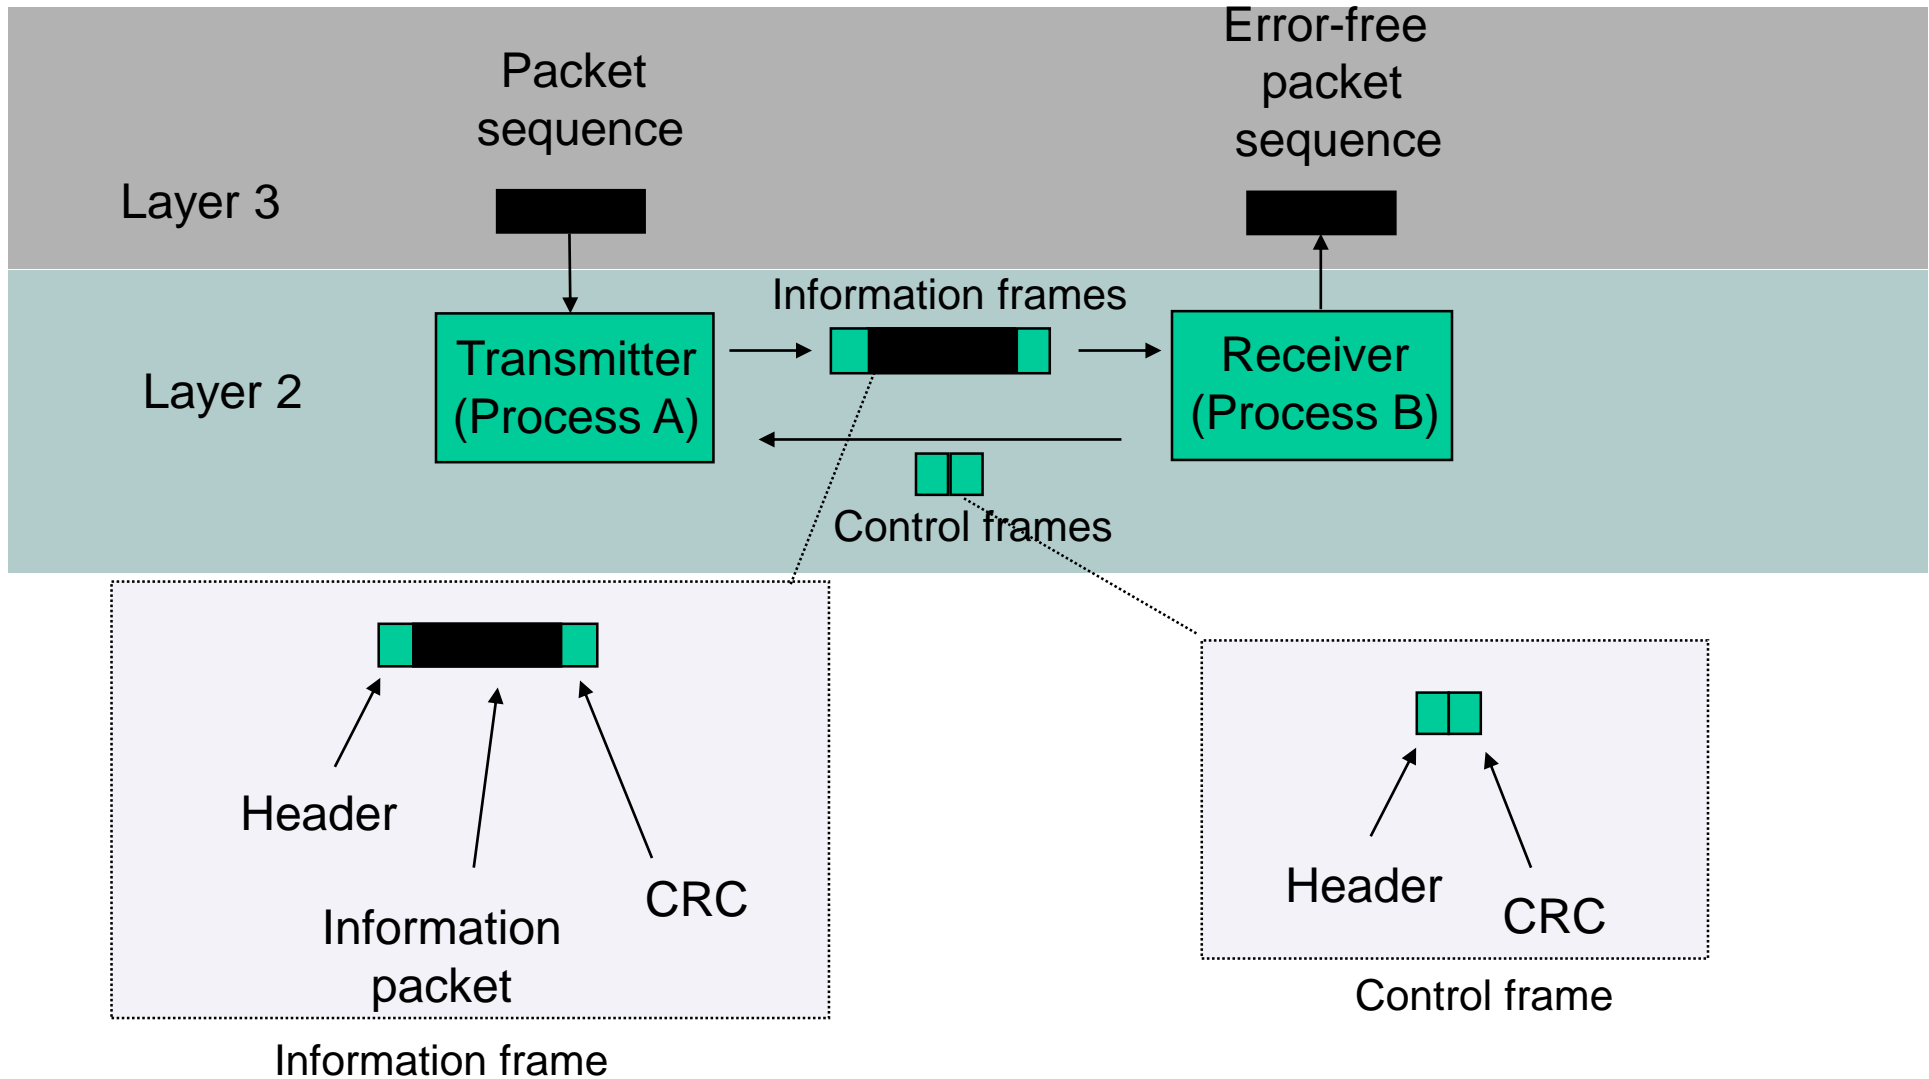 Packet
sequence
Error-free
packet
sequence
Layer 3
Information frames
Transmitter
(Process A)
Receiver
(Process B)
Layer 2
Control frames
Header
Information
packet
CRC
Information frame
Header
CRC
Control frame